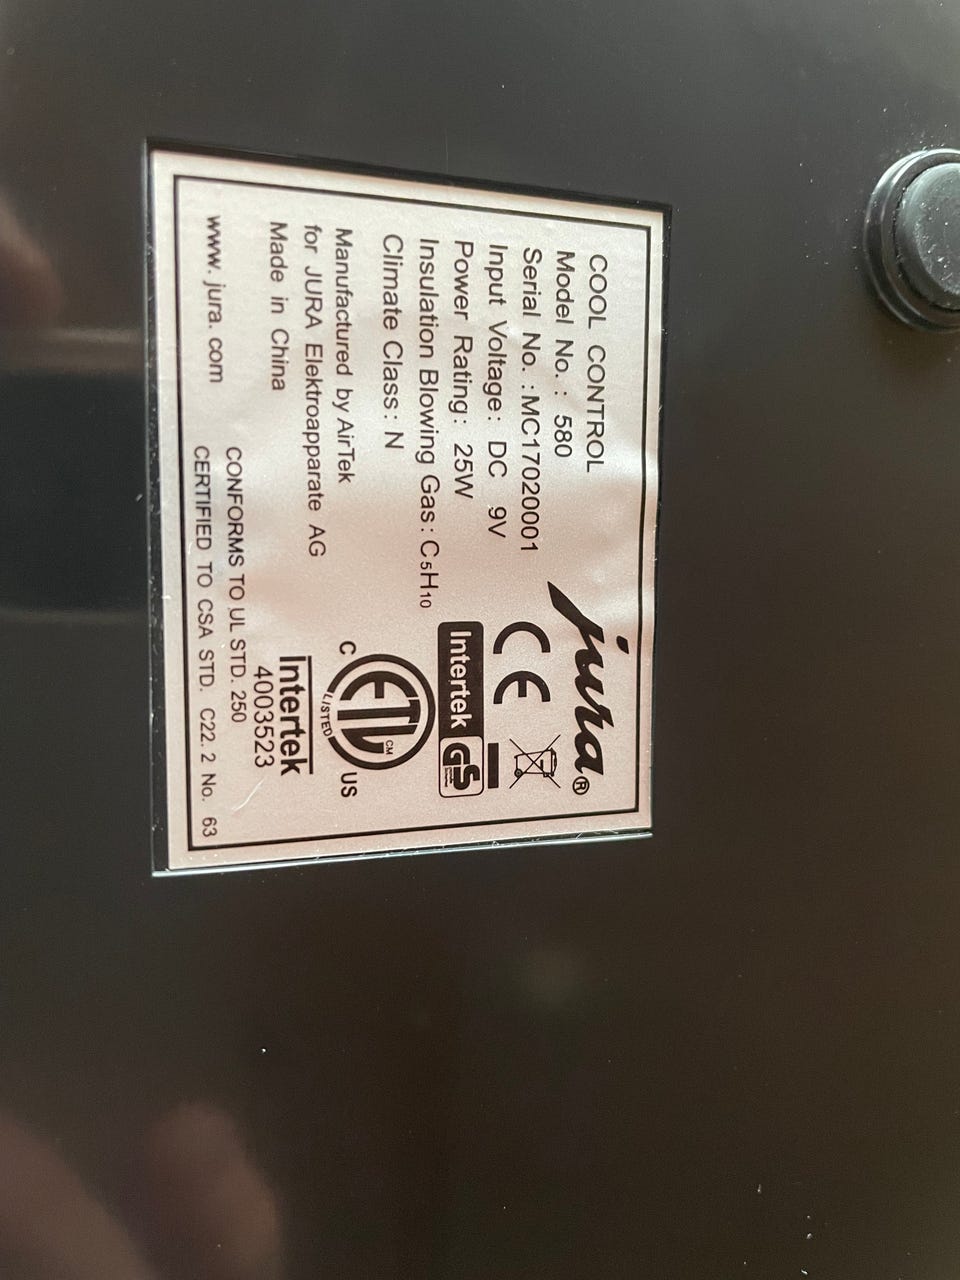 COOL CONTROL
Model No. : 580
Serial No. :MC17020001
Input Voltage: DC 9V
Power Rating: 25W
Insulation Blowing Gas: C₅H₁₀
Climate Class: N
Manufactured by AirTek
for JURA Elektroapparate AG
Made in China
www. jura. com
jura®
CE
Intertek GS
C ETL CM US
LISTED
Intertek
4003523
CONFORMS TO UL STD. 250
CERTIFIED TO CSA STD. C22. 2 No. 63